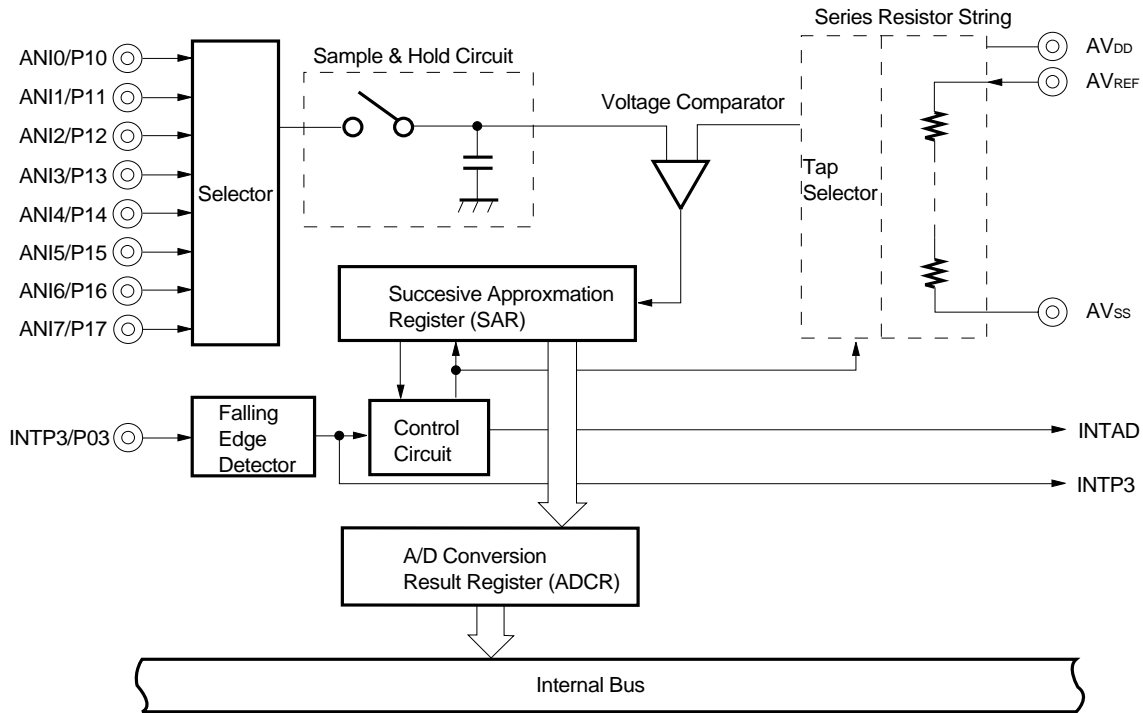 Series Resistor String
ANI0/P10
ANI1/P11
ANI2/P12
ANI3/P13
ANI4/P14
ANI5/P15
ANI6/P16
ANI7/P17
Selector
Sample & Hold Circuit
Voltage Comparator
Tap
Selector
AVDD
AVREF
AVSS
Succesive Approxmation
Register (SAR)
INTP3/P03
Falling
Edge
Detector
Control
Circuit
INTAD
INTP3
A/D Conversion
Result Register (ADCR)
Internal Bus